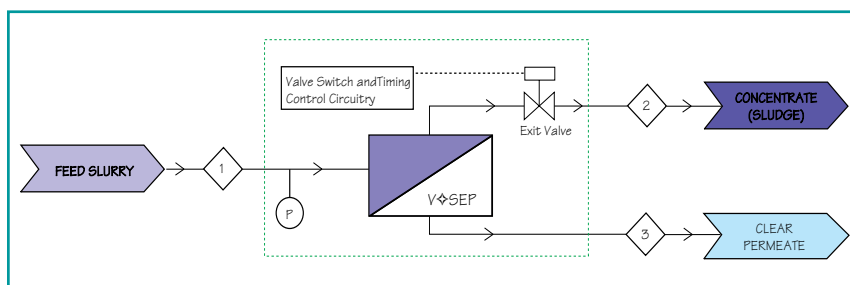 Valve Switch andTiming
Control Circuitry
CONCENTRATE
(SLUDGE)
2
Exit Valve
FEED SLURRY
1
V✧SEP
P
3
CLEAR
PERMEATE